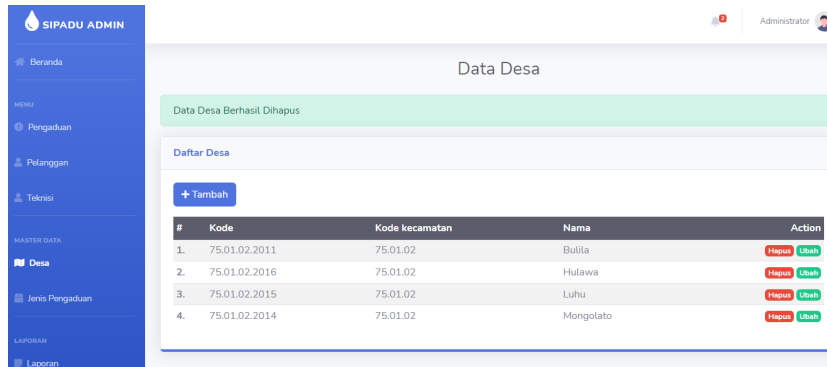 SIPADU ADMIN
2
Administrator
Beranda
MENU
Pengaduan
Pelanggan
Teknisi
MASTER DATA
Desa
Jenis Pengaduan
LAPORAN
Laporan
Data Desa
Data Desa Berhasil Dihapus
Daftar Desa
+ Tambah
# Kode Kode kecamatan Nama Action
1. 75.01.02.2011 75.01.02 Bulila Hapus Ubah
2. 75.01.02.2016 75.01.02 Hulawa Hapus Ubah
3. 75.01.02.2015 75.01.02 Luhu Hapus Ubah
4. 75.01.02.2014 75.01.02 Mongolato Hapus Ubah